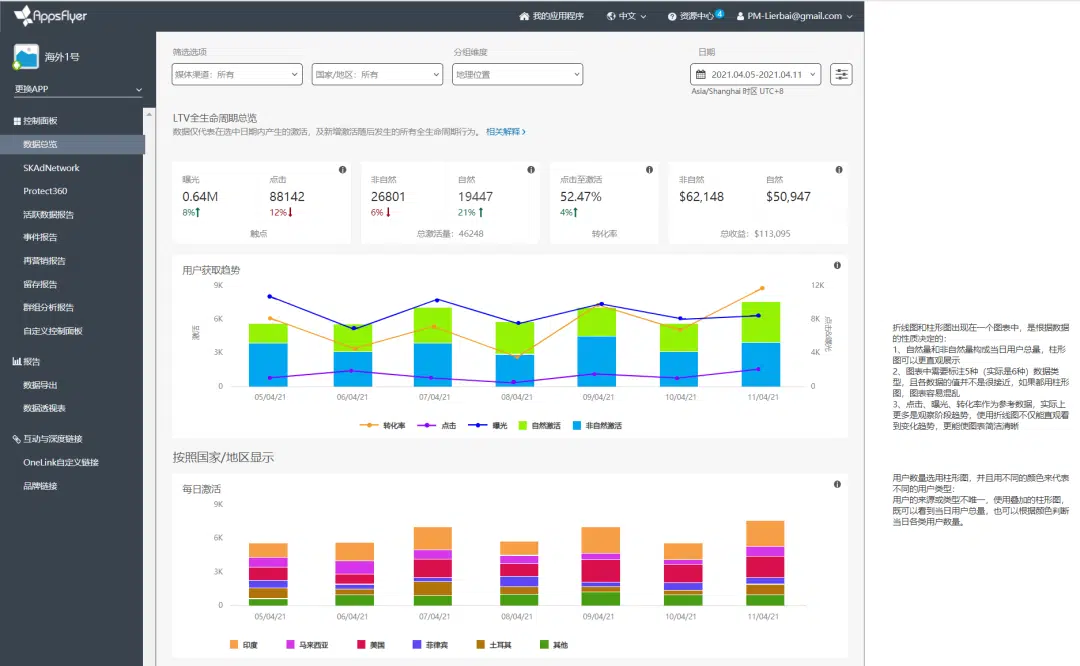 AppsFlyer
我的应用程序
中文
资源中心
4
PM-Lierbai@gmail.com
海外1号
更换APP
控制面板
数据总览
SKAdNetwork
Protect360
活跃数据报告
事件报告
再营销报告
留存报告
群组分析报告
自定义控制面板
报告
数据导出
数据透视表
互动与深度链接
OneLink自定义链接
品牌链接
筛选选项
分组维度
日期
媒体渠道：所有
国家/地区：所有
地理位置
2021.04.05-2021.04.11
Asia/Shanghai 时区 UTC+8
LTV全生命周期总览
数据仅代表在选中日期内产生的激活，及新增激活随后发生的所有全生命周期行为。 相关解释
曝光
点击
0.64M
88142
8%
12%
触点
非自然
自然
26801
19447
6%
21%
总激活量：46248
点击至激活
52.47%
4%
转化率
非自然
自然
$62,148
$50,947
总收益：$113,095
用户获取趋势
9K
6K
3K
0
激活
12K
8K
4K
0
点击&曝光
05/04/21
06/04/21
07/04/21
08/04/21
09/04/21
10/04/21
11/04/21
转化率
点击
曝光
自然激活
非自然激活
按照国家/地区显示
每日激活
9K
6K
3K
0
05/04/21
06/04/21
07/04/21
08/04/21
09/04/21
10/04/21
11/04/21
印度
马来西亚
美国
菲律宾
土耳其
其他
折线图和柱形图出现在一个图表中，是根据数据
的性质决定的：
1、自然量和非自然量构成当日用户总量，柱形
图可以更直观展示
2、图表中需要标注5种（实际是6种）数据类
型，且各数据的值并不是很接近，如果都用柱形
图，图表容易混乱
3、点击、曝光、转化率作为参考数据，实际上
更多是观察阶段趋势，使用折线图不仅能直观看
到变化趋势，更能使图表简洁清晰
用户数量选用柱形图，并且用不同的颜色来代表
不同的用户类型：
用户的来源或类型不唯一，使用叠加的柱形图，
既可以看到当日用户总量，也可以根据颜色判断
当日各类用户数量。